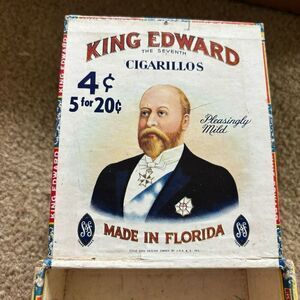 KING EDWARD
THE SEVENTH
CIGARILLOS
4¢
5 for 20¢
Pleasingly
Mild
MADE IN FLORIDA